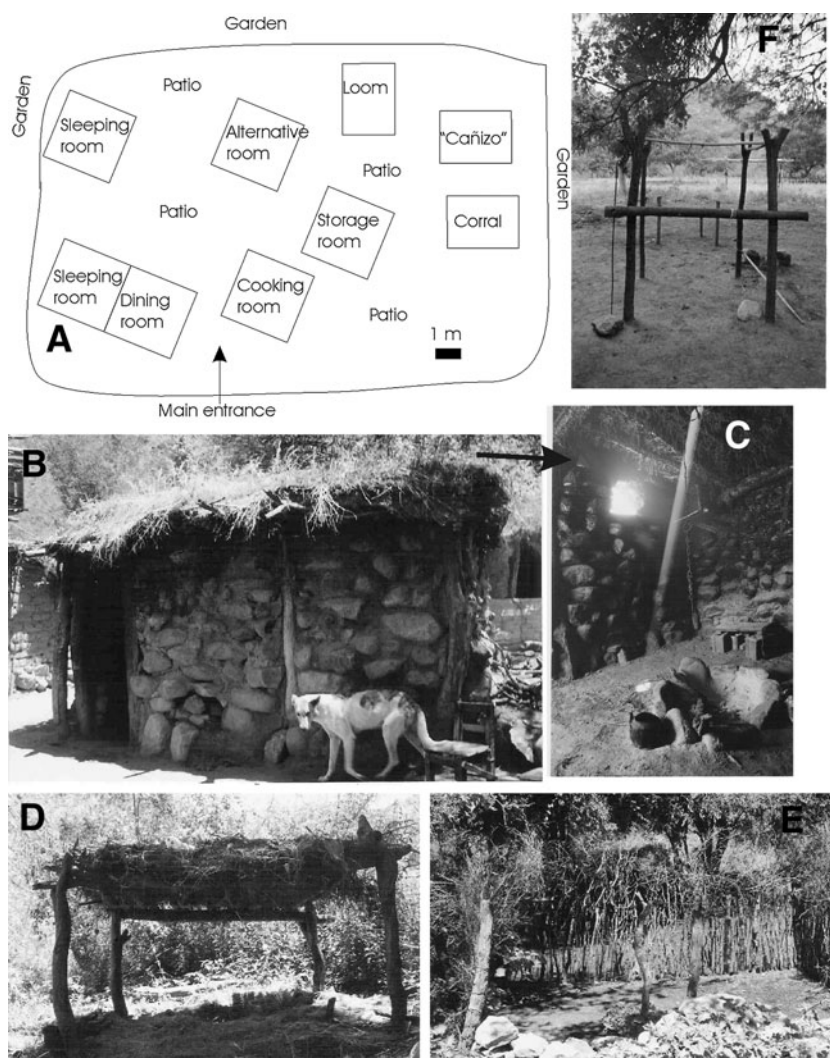 Garden
F
Garden
Patio
Loom
Sleeping
room
Alternative
room
"Cañizo"
Patio
Garden
Patio
Storage
room
Corral
Sleeping
room
Dining
room
Cooking
room
Patio
A
1 m
Main entrance
B
C
D
E